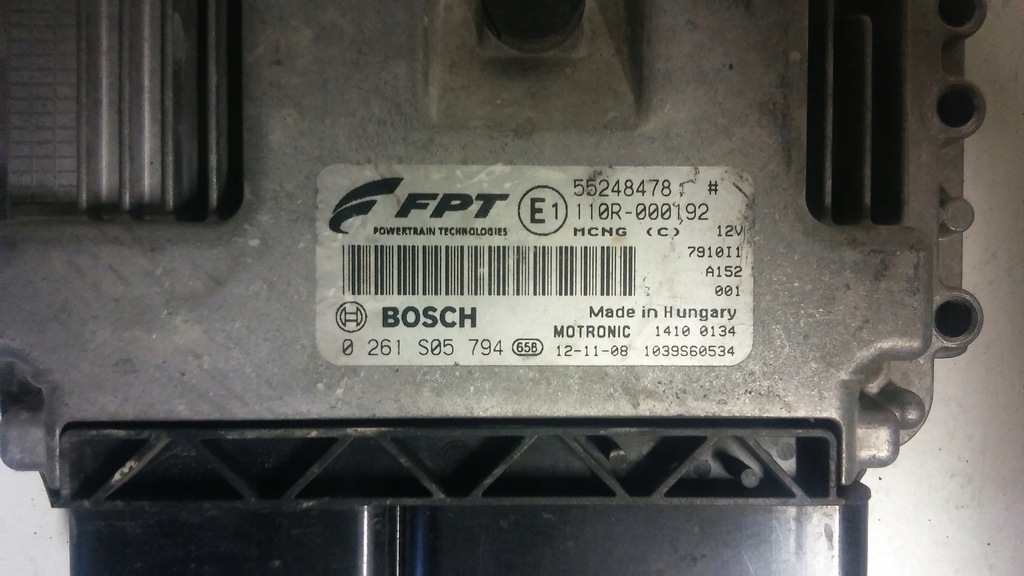 FPT
POWERTRAIN TECHNOLOGIES
E1
55248478 #
110R-000192
MCNG (C) 12V
7910I1
A152
001
BOSCH
Made in Hungary
MOTRONIC 1410 0134
0 261 S05 794 65B 12-11-08 1039S60534